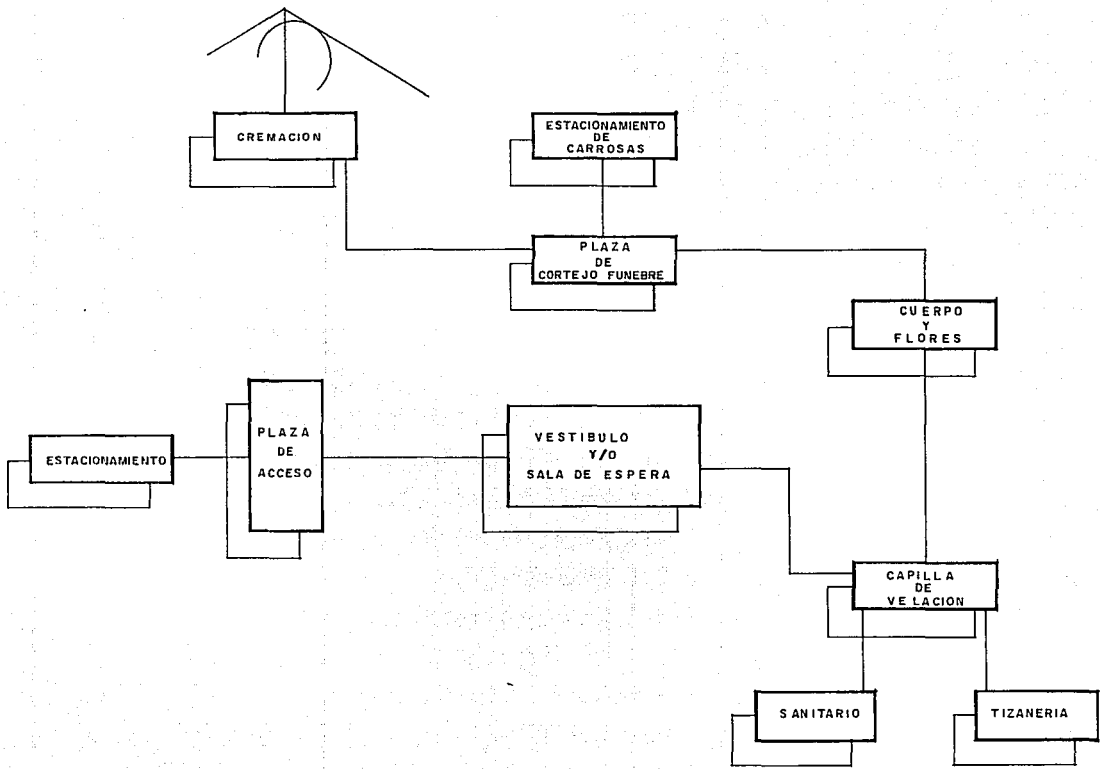 CREMACION
ESTACIONAMIENTO
DE
CARROSAS
PLAZA
DE
CORTEJO FUNEBRE
CUERPO
Y
FLORES
ESTACIONAMIENTO
PLAZA
DE
ACCESO
VESTIBULO
Y/O
SALA DE ESPERA
CAPILLA
DE
VELACION
SANITARIO
TIZANERIA